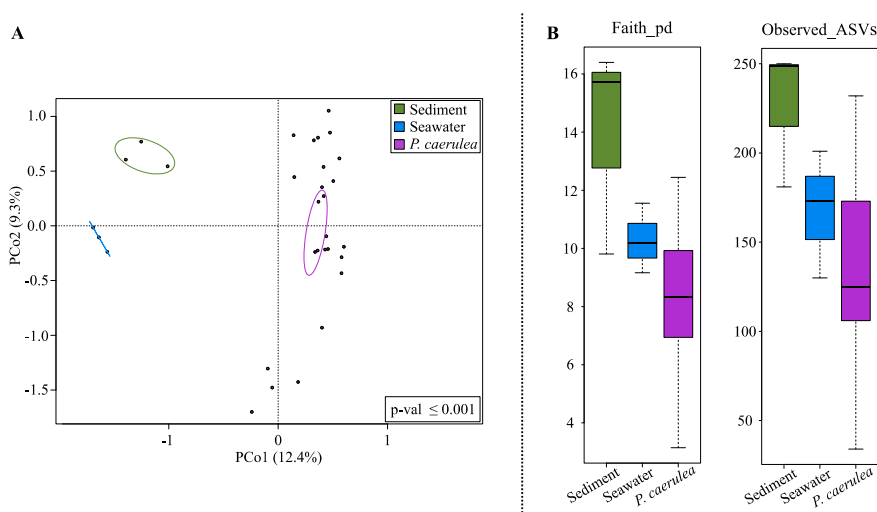 A
1.0
0.5
0.0
-0.5
-1.0
-1.5
PCo2 (9.3%)
Sediment
Seawater
P. caerulea
p-val ≤ 0.001
-1
0
1
PCo1 (12.4%)
B
Faith_pd
16
14
12
10
8
6
4
Sediment
Seawater
P. caerulea
Observed_ASVs
250
200
150
100
50
Sediment
Seawater
P. caerulea